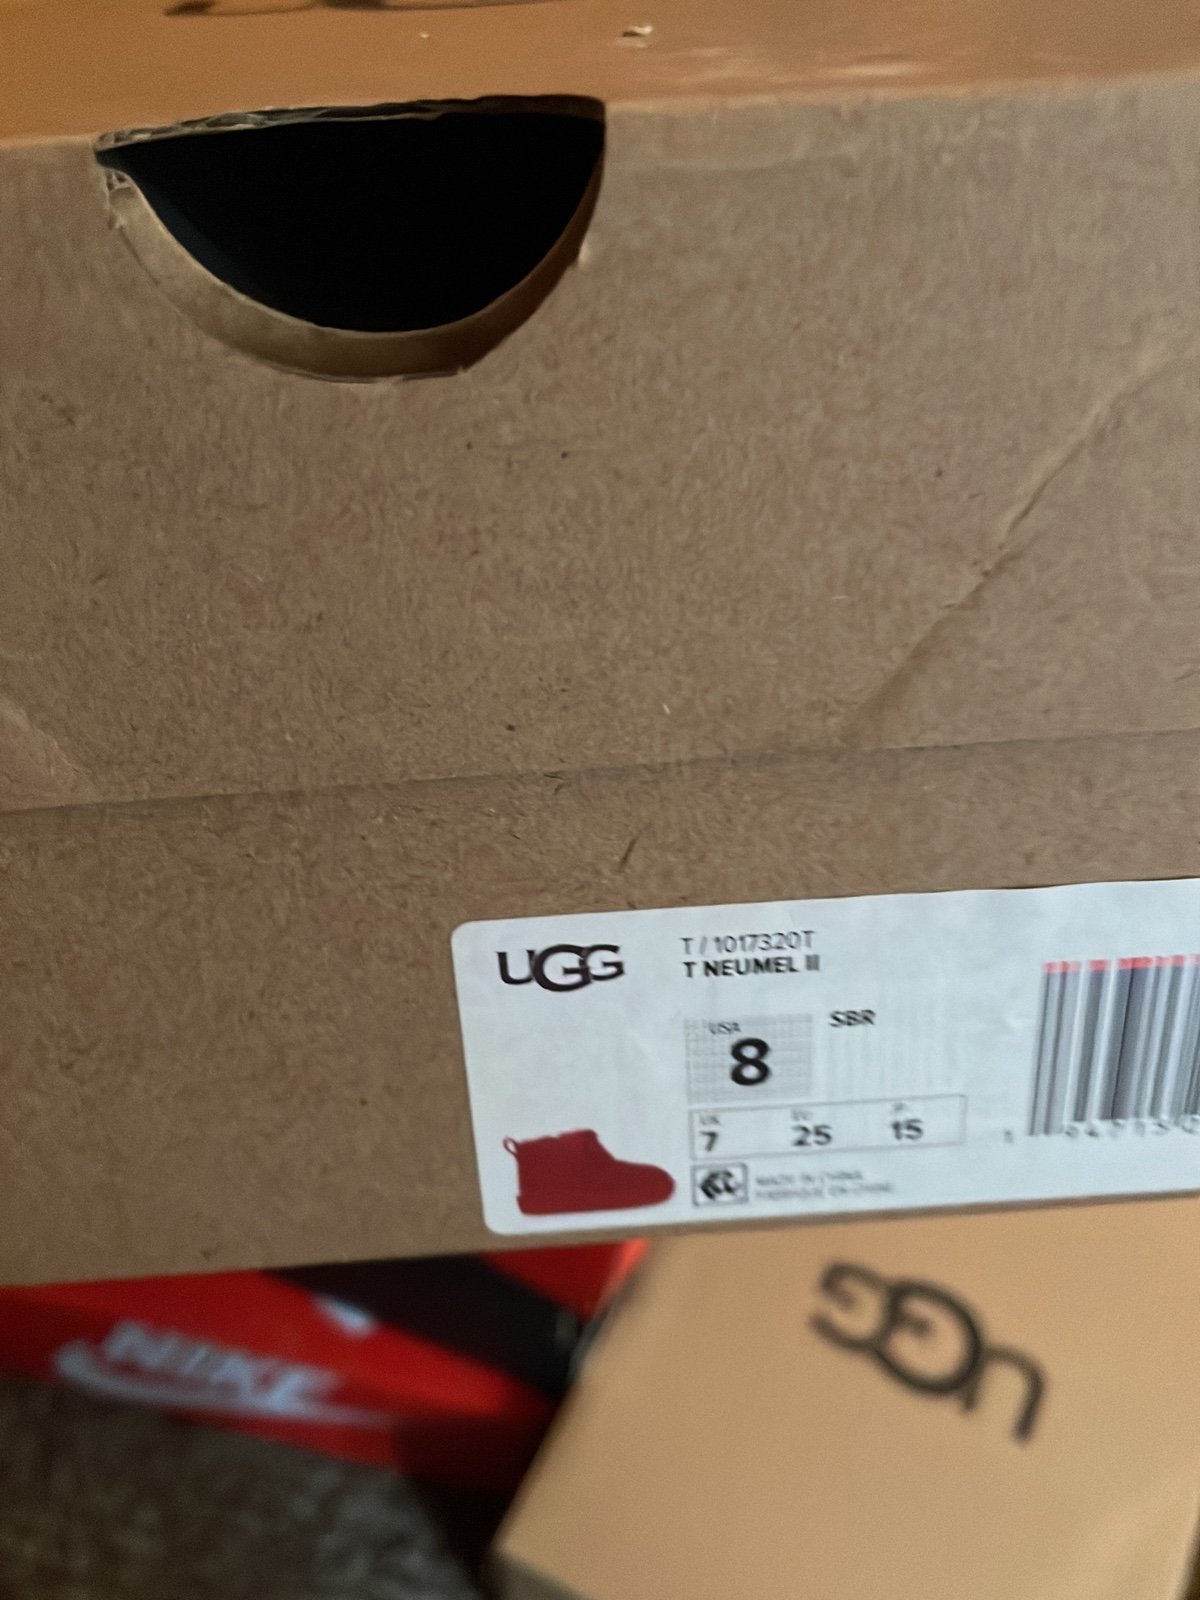 UGG
T / 1017320T
T NEUMEL II
USA
8
SBR
UK
7
EU
25
JP
15
MADE IN CHINA
FABRIQUÉ EN CHINE
NIKE
UGG